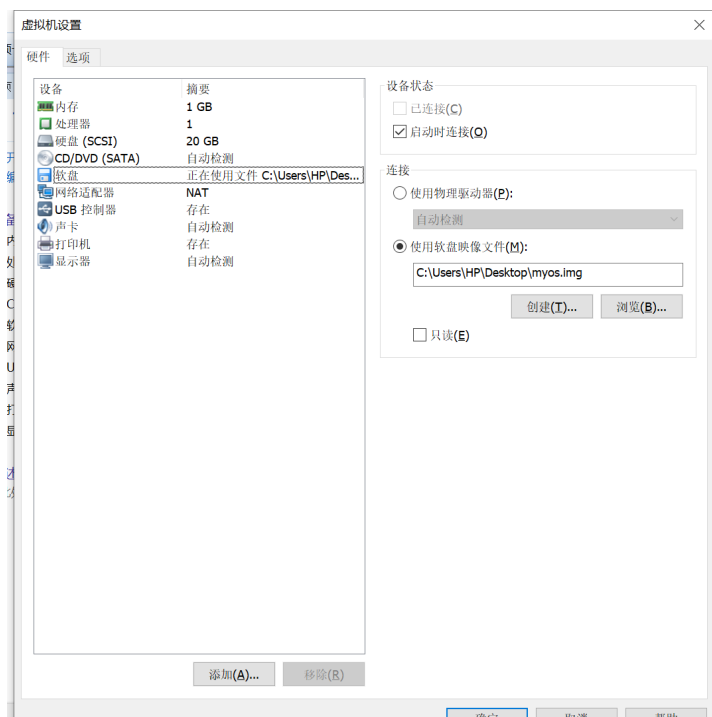 虚拟机设置
硬件 选项
设备 摘要
内存 1 GB
处理器 1
硬盘 (SCSI) 20 GB
CD/DVD (SATA) 自动检测
软盘 正在使用文件 C:\Users\HP\Des...
网络适配器 NAT
USB 控制器 存在
声卡 自动检测
打印机 存在
显示器 自动检测
添加(A)... 移除(R)
设备状态
已连接(C)
启动时连接(O)
连接
使用物理驱动器(P):
自动检测
使用软盘映像文件(M):
C:\Users\HP\Desktop\myos.img
创建(T)... 浏览(B)...
只读(E)
确定 取消 帮助